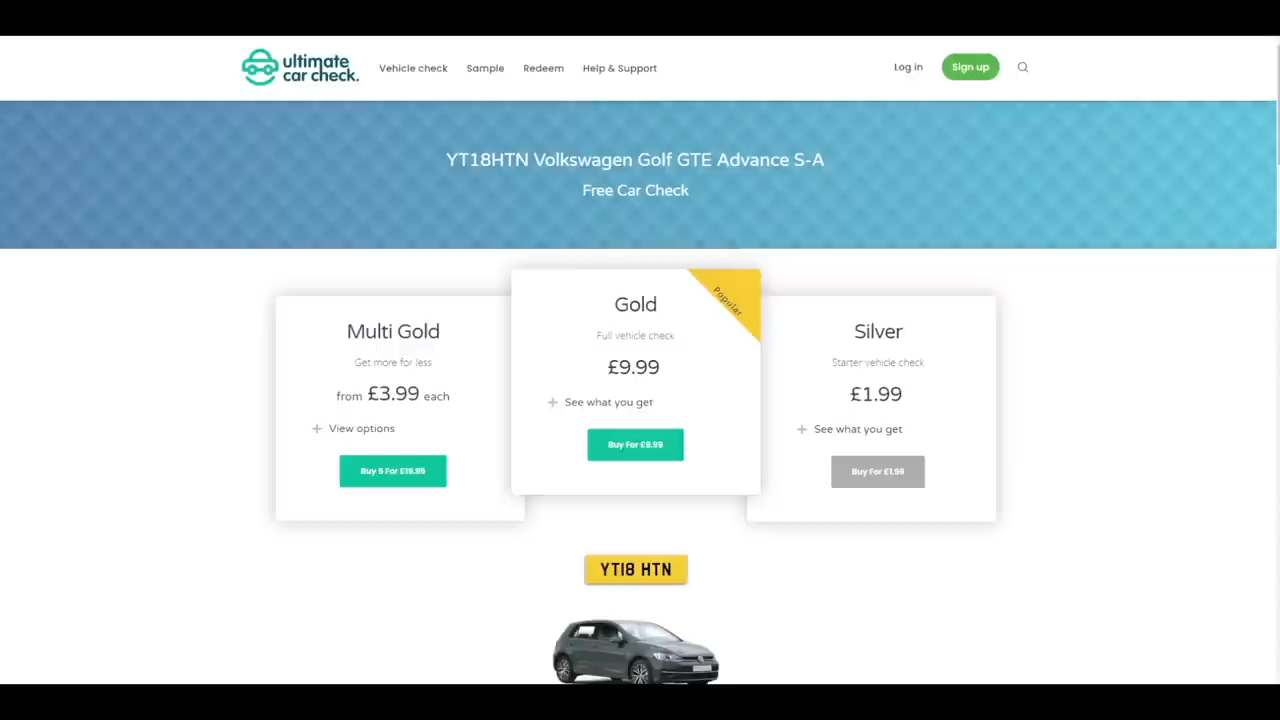 ultimate
car check.
Vehicle check
Sample
Redeem
Help & Support
Log in
Sign up
YT18HTN Volkswagen Golf GTE Advance S-A
Free Car Check
Multi Gold
Get more for less
from £3.99 each
View options
Buy 5 For £19.95
Popular
Gold
Full vehicle check
£9.99
See what you get
Buy For £9.99
Silver
Starter vehicle check
£1.99
See what you get
Buy For £1.99
YT18 HTN